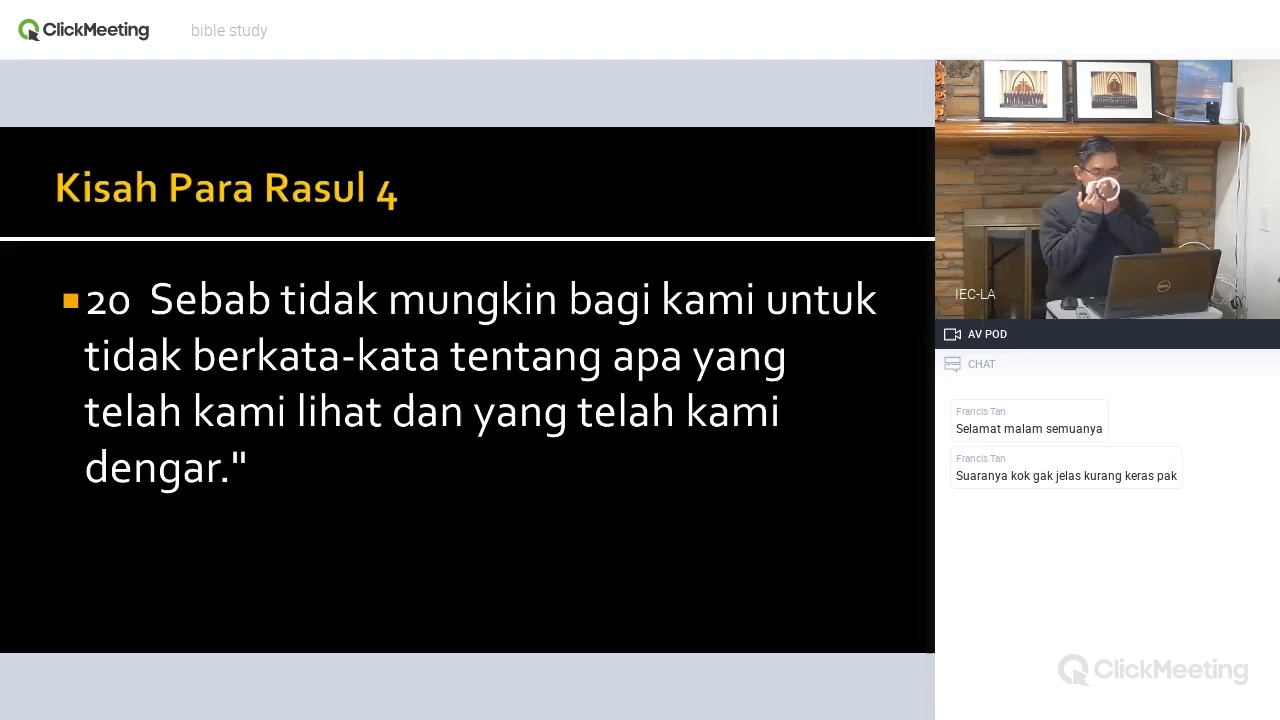 ClickMeeting
bible study
Kisah Para Rasul 4
20 Sebab tidak mungkin bagi kami untuk
tidak berkata-kata tentang apa yang
telah kami lihat dan yang telah kami
dengar."
IEC-LA
AV POD
CHAT
Francis Tan
Selamat malam semuanya
Francis Tan
Suaranya kok gak jelas kurang keras pak
ClickMeeting